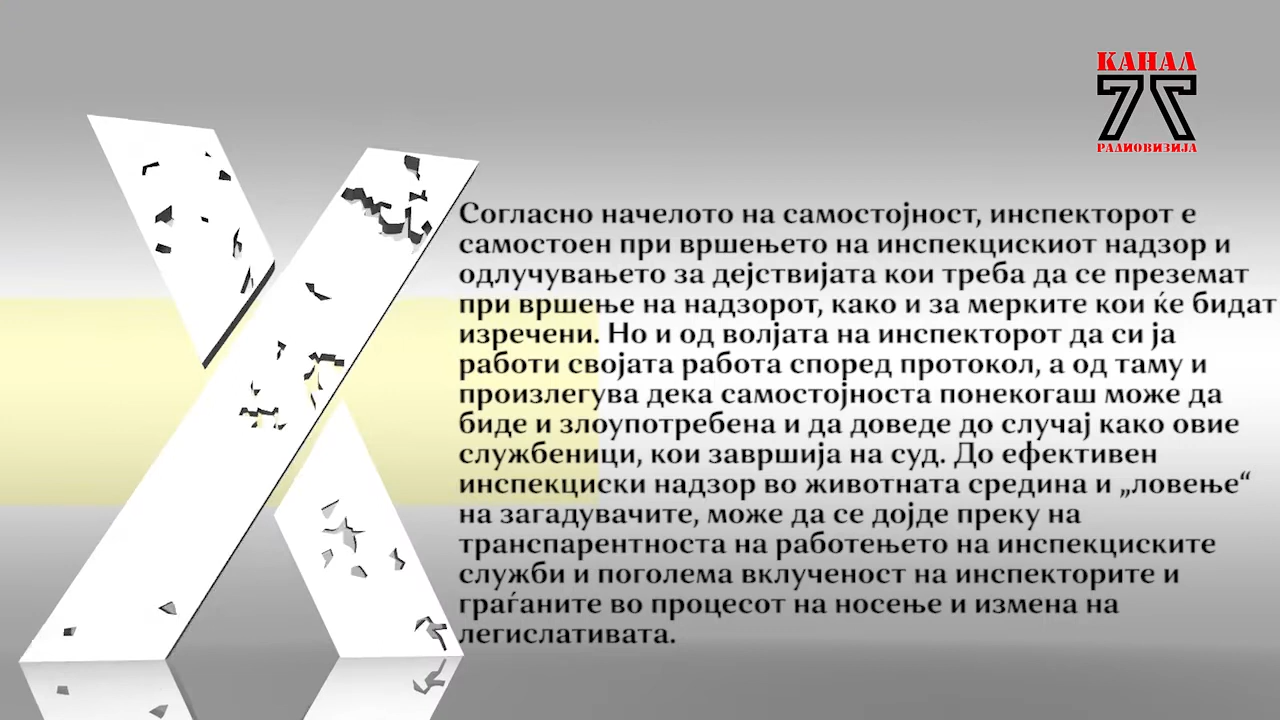 КАНАЛ
77
РАДИОВИЗИЈА
Согласно начелото на самостојност, инспекторот е
самостоен при вршењето на инспекцискиот надзор и
одлучувањето за дејствијата кои треба да се преземат
при вршење на надзорот, како и за мерките кои ќе бидат
изречени. Но и од волјата на инспекторот да си ја
работи својата работа според протокол, а од таму и
произлегува дека самостојноста понекогаш може да
биде и злоупотребена и да доведе до случај како овие
службеници, кои завршија на суд. До ефективен
инспекциски надзор во животната средина и „ловење“
на загадувачите, може да се дојде преку на
транспарентноста на работењето на инспекциските
служби и поголема вклученост на инспекторите и
граѓаните во процесот на носење и измена на
легислативата.